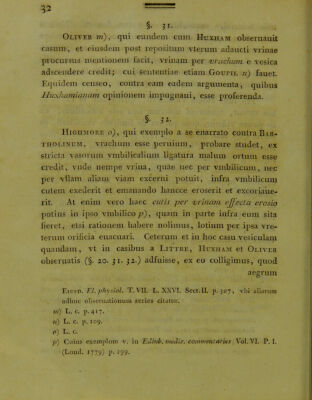 32
§. 31.
OLIVER m), qui eundem cum HUXHAM obseruauit
casum, et eiusdem post repositum vterum adaucti vrinae
procursus mentionem facit, vrinam per urachum e vesica
adscendere credit; cui sententiae etiam GOUPIL n) fauet.
Equidem censeo, contra eam eadem argumenta, quibus
Huxhamianam opinionem impugnaui, esse proferenda.
§. 32.
HIGHMORE o), qui exemplo a se enarrato contra BAR-
THOLINUM, vrachum esse peruium, probare studet, ex
stricta vasorum vmbilicalium ligatura malum ortum esse
credit, vnde nempe vrina, quae nec per vmbilicum, nec
per vllam aliam viam excerni potuit, infra vmbilicum
cutem exederit et emanando huncce eroserit et excoriaue-
rit. At enim vero haec cutis per urinam effecta erosio
potius in ipso vmbilico p), quam in parte infra eum sita
fieret, etsi rationem habere nolimus, lotium per ipsa vre-
terum orificia euacuari. Ceterum et in hoc casu vesiculam
quandam, vt in casibus a LITTRE, HUXHAM et OLIVER
obseruatis (§. 20. 31. 32.) adfuisse, ex eo colligimus, quod
aegrum
Eiusd. El. physiol. T. VII. L. XXVI. Sect. II. p. 307, vbi aliarum
adhuc obseruationum series citatur.
m) L. c. p. 417.
n) L. c. p. 109.
o) L. c.
p) Cuius exemplum v. in Edinb. medic. commentaries Vol. VI. P. I.
(Lond. 1779) p. 299.